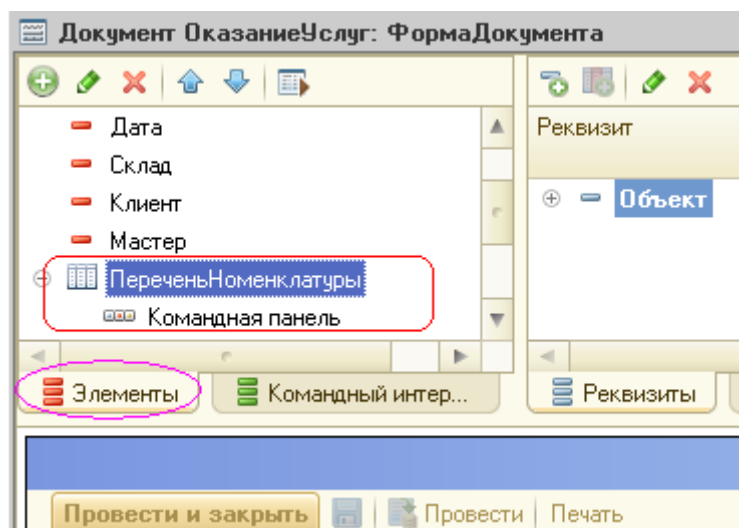 Документ ОказаниеУслуг: ФормаДокумента
Дата
Склад
Клиент
Мастер
ПереченьНоменклатуры
Командная панель
Реквизит
Объект
Элементы
Командный интер...
Реквизиты
Провести и закрыть
Провести
Печать